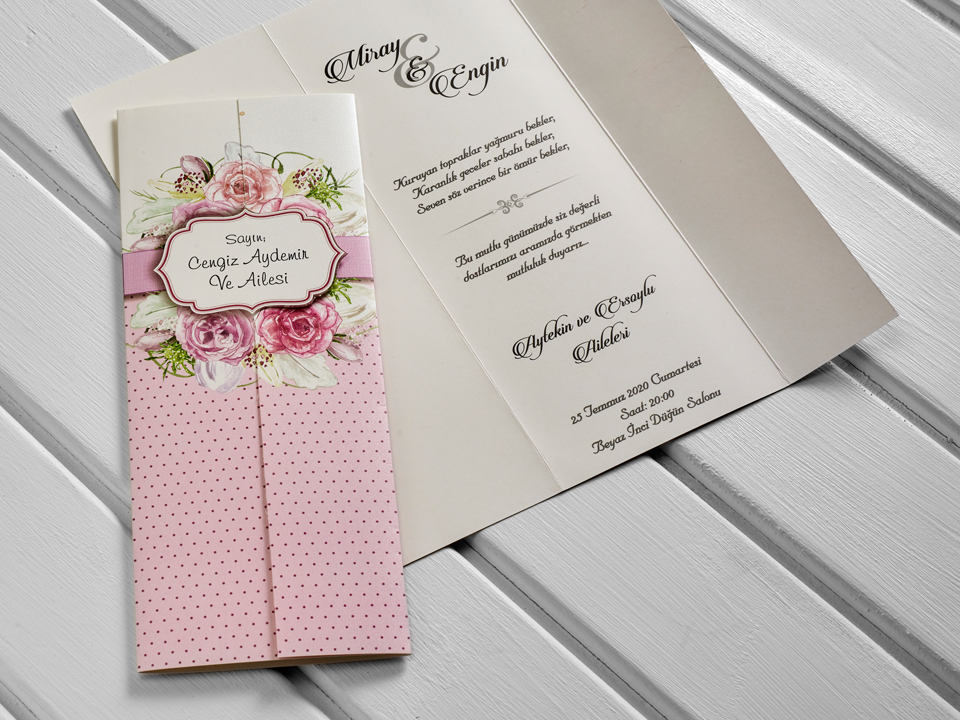 Sayın;
Cengiz Aydemir
Ve Ailesi
Miray
&
Engin
Kuruyan topraklar yağmuru bekler,
Karanlık geceler sabahı bekler,
Seven söz verince bir ömür bekler,
Bu mutlu günümüzde siz değerli
dostlarımızı aramızda görmekten
mutluluk duyarız...
Aytekin ve Ersoylu
Aileleri
25 Temmuz 2020 Cumartesi
Saat: 20:00
Beyaz İnci Düğün Salonu